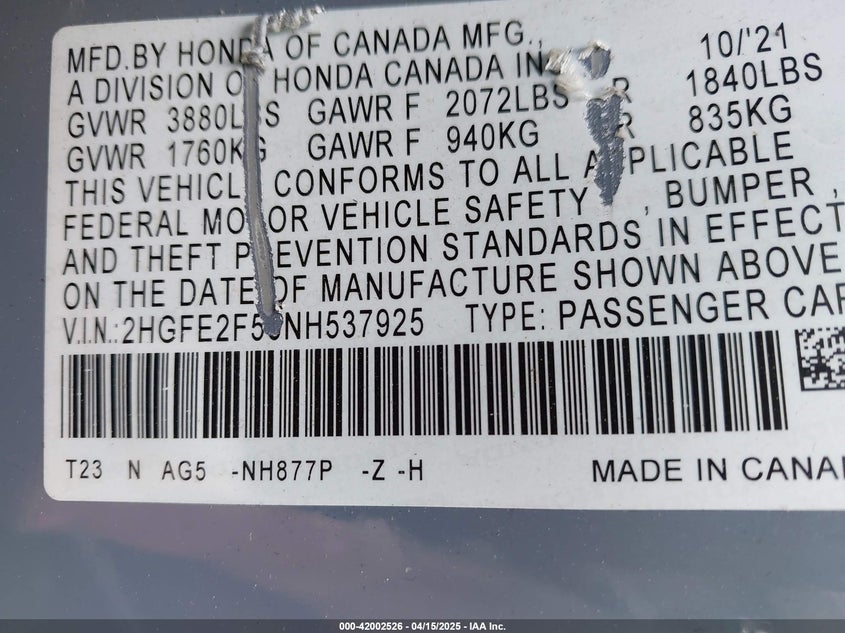 MFD.BY HONDA OF CANADA MFG., 10/'21
A DIVISION OF HONDA CANADA INC
GVWR 3880LBS GAWR F 2072LBS R 1840LBS
GVWR 1760KG GAWR F 940KG R 835KG
THIS VEHICLE CONFORMS TO ALL APPLICABLE
FEDERAL MOTOR VEHICLE SAFETY , BUMPER ,
AND THEFT PREVENTION STANDARDS IN EFFECT
ON THE DATE OF MANUFACTURE SHOWN ABOVE
V.I.N.: TYPE: PASSENGER CAR
T23 N AG5 -NH877P -Z -H
MADE IN CANA
000-42002526 - 04/15/2025 - IAA Inc.